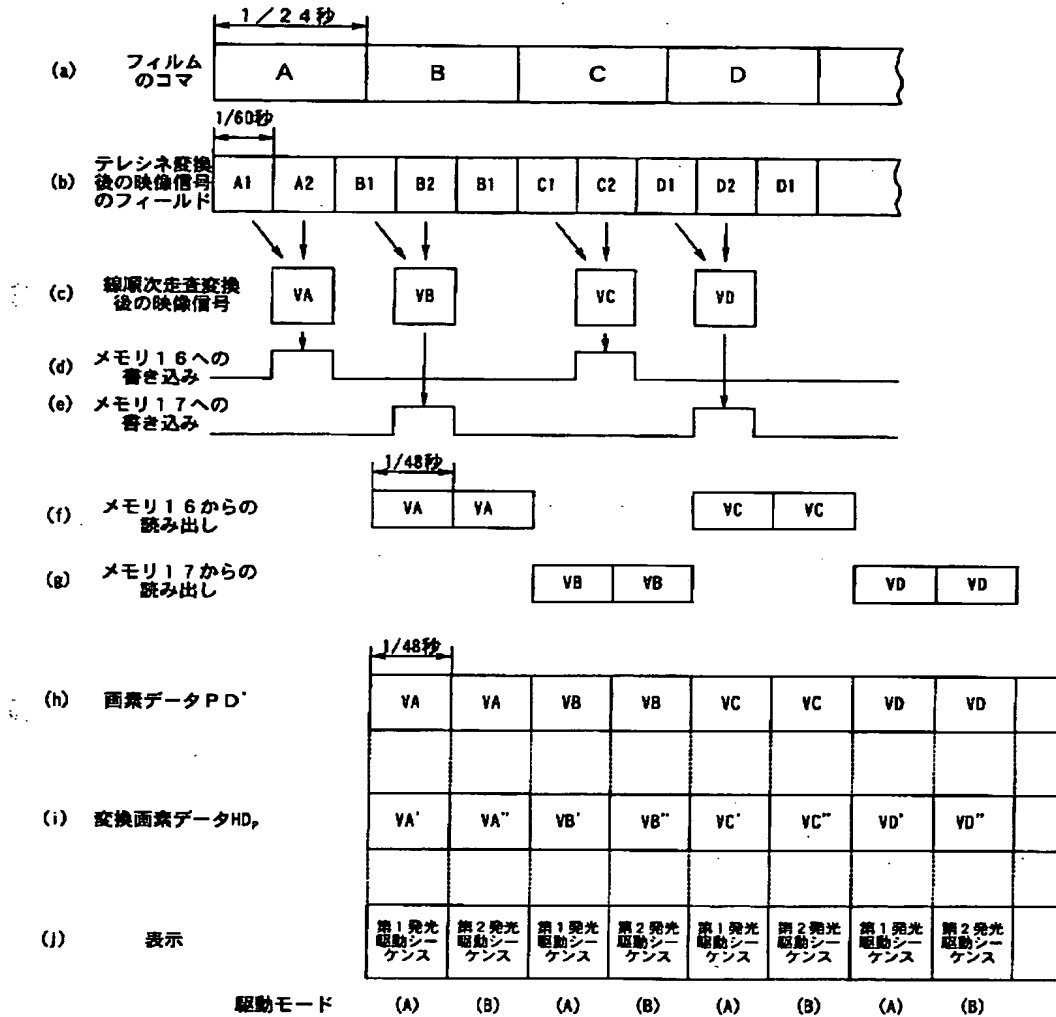 1/24秒
(a) フィルム
のコマ
A B C D
1/60秒
(b) テレシネ変換
後の映像信号
のフィールド
A1 A2 B1 B2 B1 C1 C2 D1 D2 D1
(c) 線順次走査変換
後の映像信号
VA VB VC VD
(d) メモリ16への
書き込み
(e) メモリ17への
書き込み
1/48秒
(f) メモリ16からの
読み出し
VA VA VC VC
(g) メモリ17からの
読み出し
VB VB VD VD
1/48秒
(h) 画素データPD'
VA VA VB VB VC VC VD VD
(i) 変換画素データHDp
VA' VA" VB' VB" VC' VC" VD' VD"
(j) 表示
第1発光 第2発光 第1発光 第2発光 第1発光 第2発光 第1発光 第2発光
駆動シー 駆動シー 駆動シー 駆動シー 駆動シー 駆動シー 駆動シー 駆動シー
ケンス ケンス ケンス ケンス ケンス ケンス ケンス ケンス
駆動モード (A) (B) (A) (B) (A) (B) (A) (B)